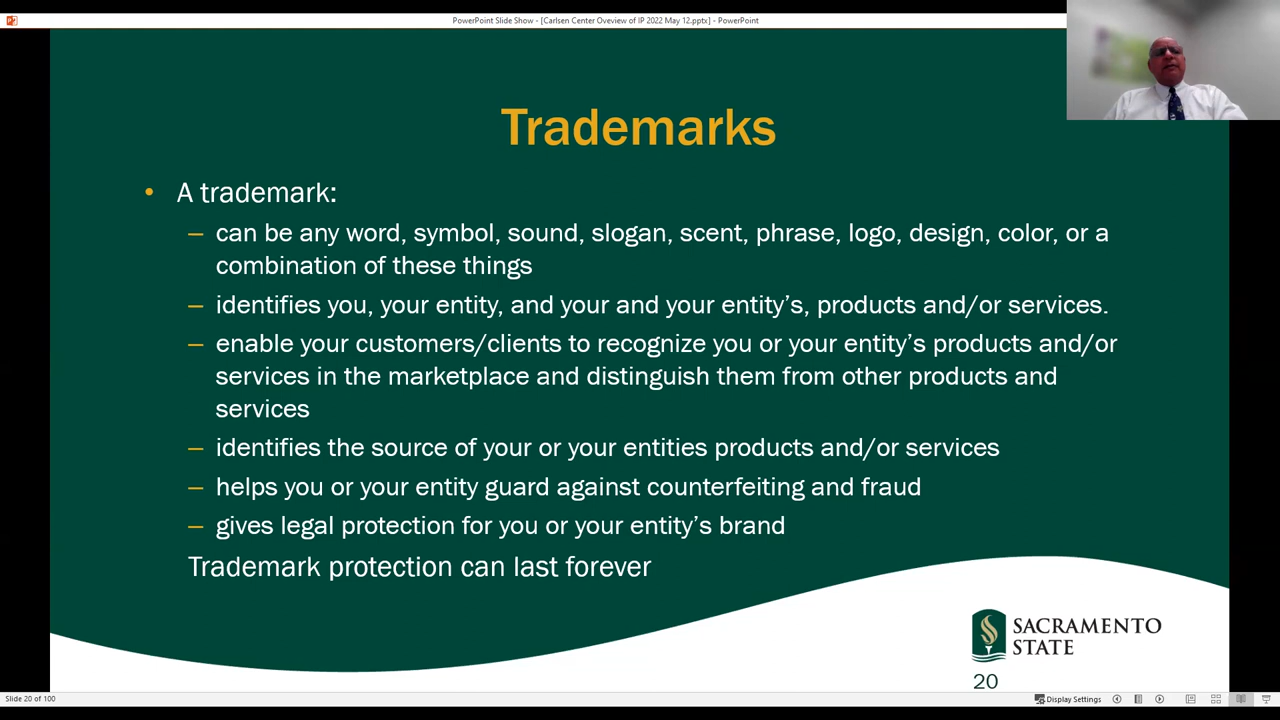 PowerPoint Slide Show - [Carlsen Center Oveview of IP 2022 May 12.pptx] - PowerPoint
Trademarks
• A trademark:
– can be any word, symbol, sound, slogan, scent, phrase, logo, design, color, or a
combination of these things
– identifies you, your entity, and your and your entity’s, products and/or services.
– enable your customers/clients to recognize you or your entity’s products and/or
services in the marketplace and distinguish them from other products and
services
– identifies the source of your or your entities products and/or services
– helps you or your entity guard against counterfeiting and fraud
– gives legal protection for you or your entity’s brand
Trademark protection can last forever
SACRAMENTO
STATE
20
Slide 20 of 100
Display Settings